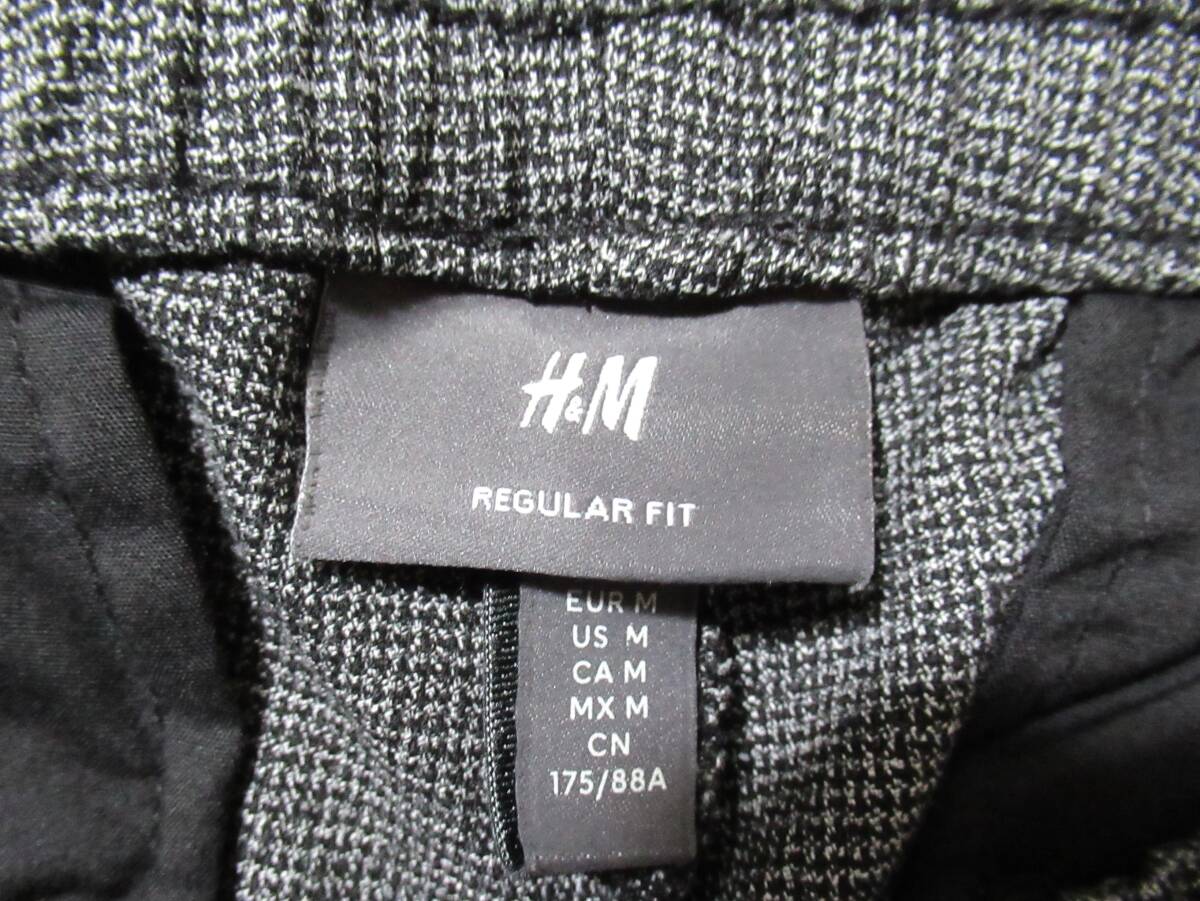 H&M
REGULAR FIT
EUR M
US M
CA M
MX M
CN
175/88A